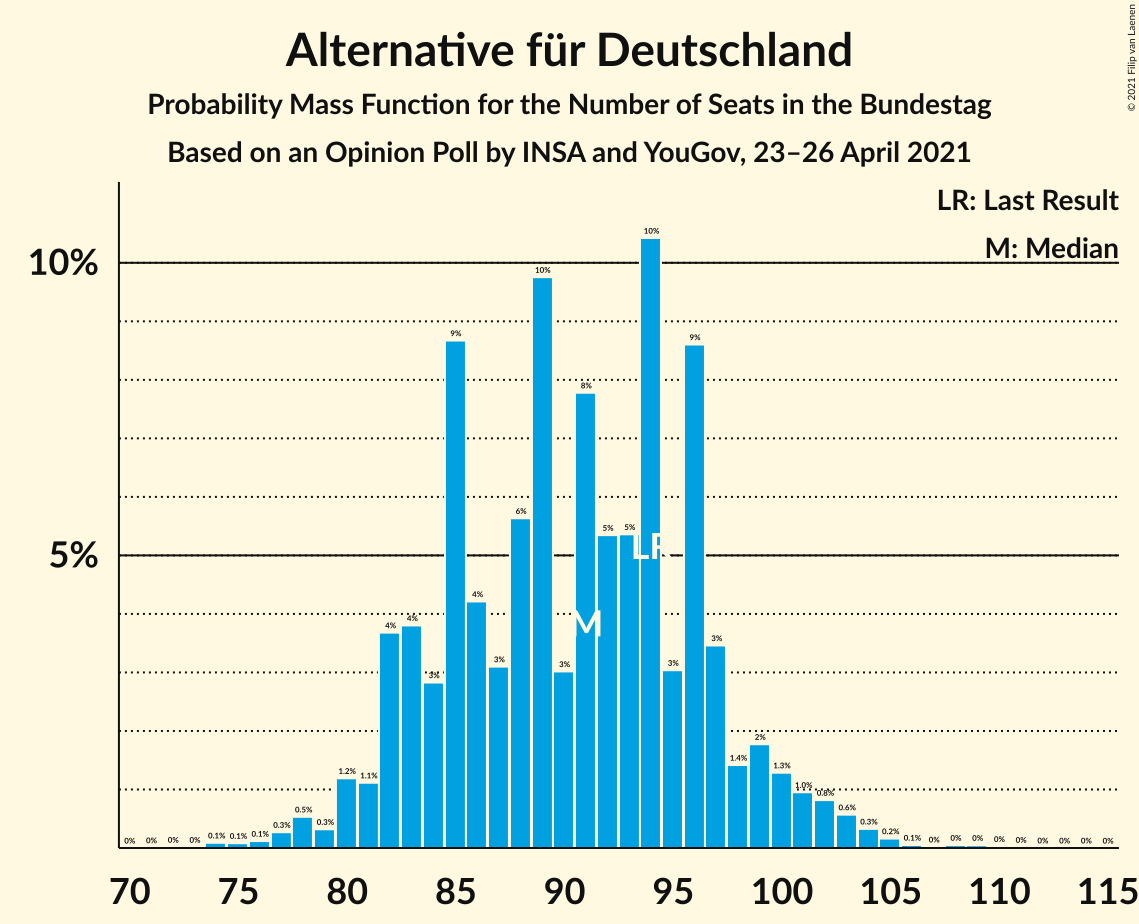 Alternative für Deutschland
Probability Mass Function for the Number of Seats in the Bundestag
Based on an Opinion Poll by INSA and YouGov, 23–26 April 2021
© 2021 Filip van Laenen
LR: Last Result
M: Median
10%
5%
0% 0% 0% 0% 0.1% 0.1% 0.1% 0.3% 0.5% 0.3% 1.2% 1.1% 4% 4% 3% 9% 4% 3% 6% 10% 3% 8% 5% 5% 10% 3% 9% 3% 1.4% 2% 1.3% 1.0% 0.8% 0.6% 0.3% 0.2% 0% 0% 0% 0% 0% 0% 0% 0% 0% 0%
LR
M
70 75 80 85 90 95 100 105 110 115